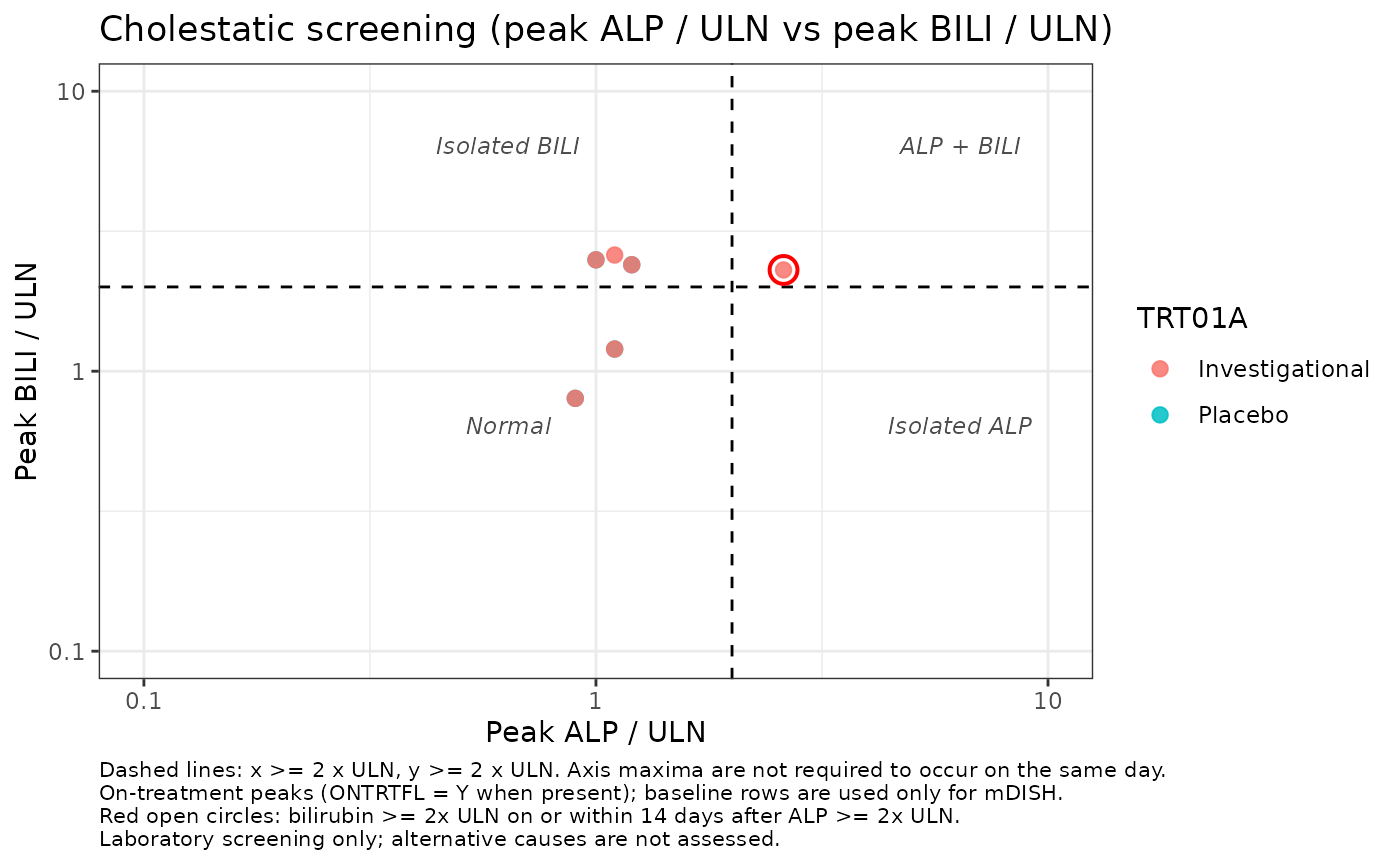 Cholestatic screening (peak ALP / ULN vs peak BILI / ULN)
10
Isolated BILI
ALP + BILI
Peak BILI / ULN
TRT01A
Investigational
1
Placebo
Normal
Isolated ALP
0.1
0.1
1
10
Peak ALP / ULN
Dashed lines: x >= 2 x ULN, y >= 2 x ULN. Axis maxima are not required to occur on the same day.
On-treatment peaks (ONTRTFL = Y when present); baseline rows are used only for mDISH.
Red open circles: bilirubin >= 2x ULN on or within 14 days after ALP >= 2x ULN.
Laboratory screening only; alternative causes are not assessed.